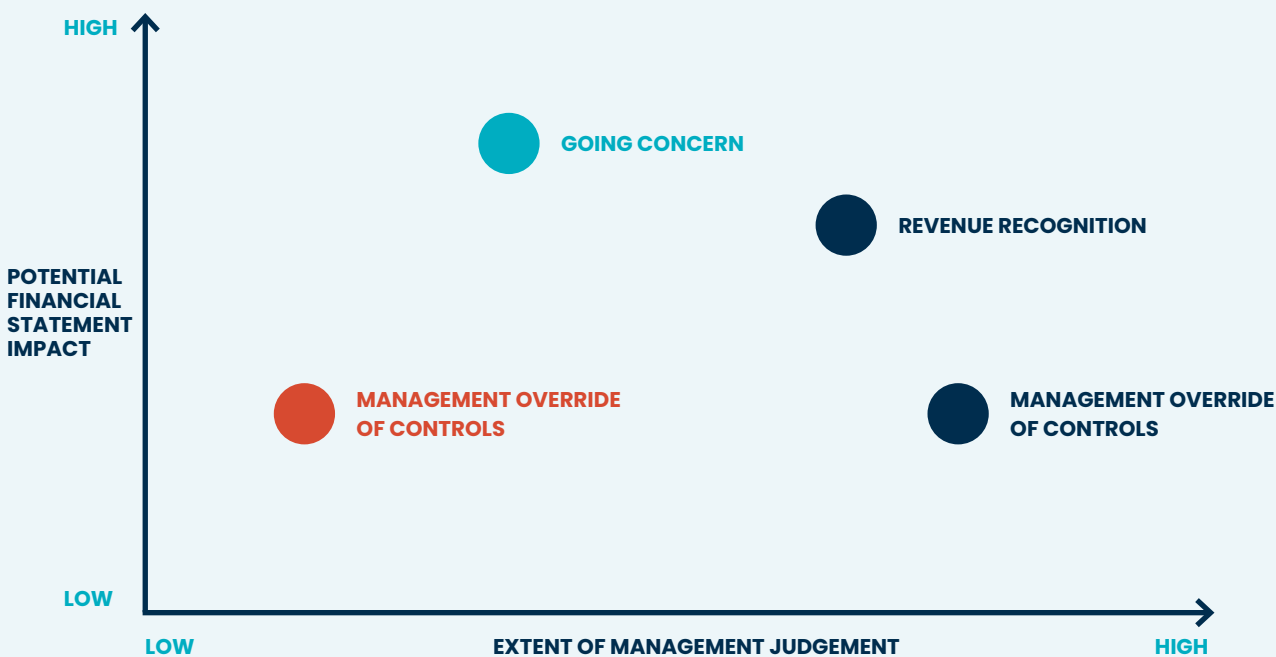 HIGH
GOING CONCERN
REVENUE RECOGNITION
POTENTIAL
FINANCIAL
STATEMENT
IMPACT
MANAGEMENT OVERRIDE
OF CONTROLS
MANAGEMENT OVERRIDE
OF CONTROLS
LOW
LOW
EXTENT OF MANAGEMENT JUDGEMENT
HIGH